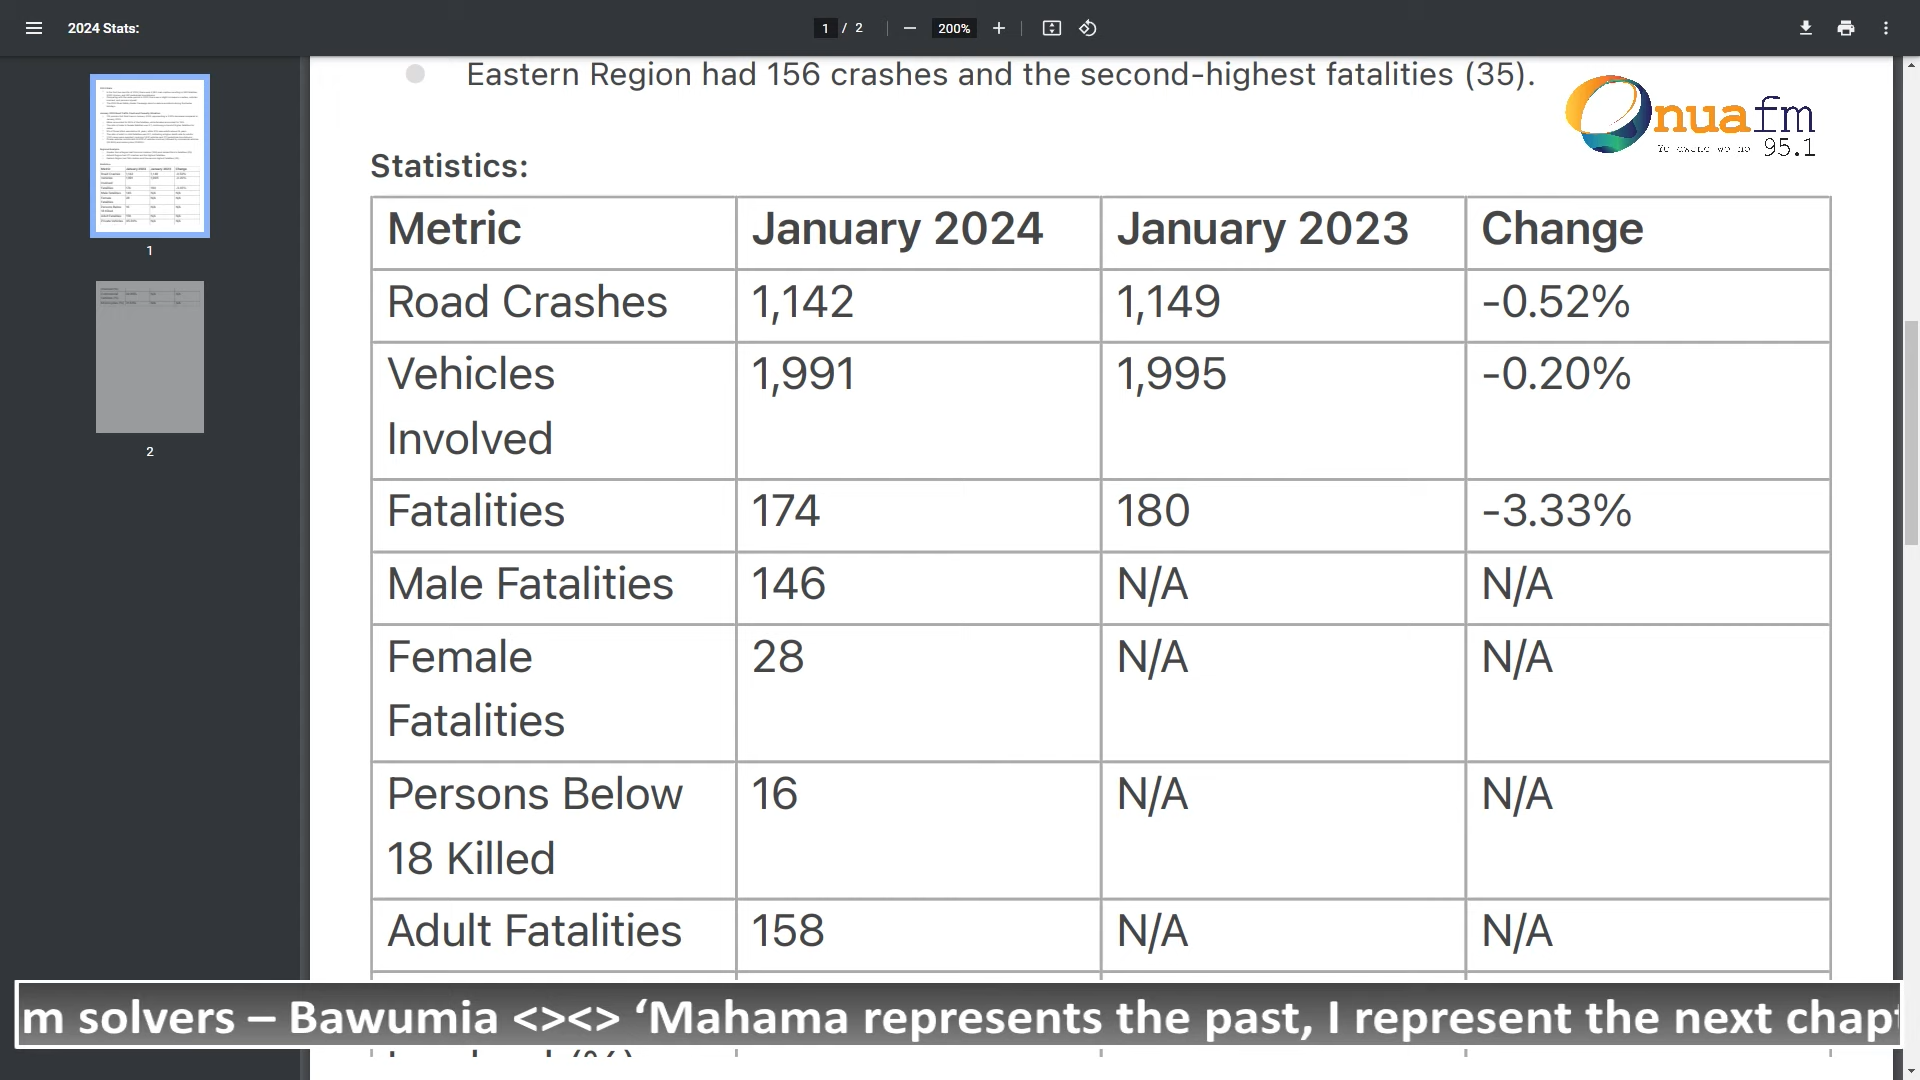 2024 Stats:
1 / 2
200%
Eastern Region had 156 crashes and the second-highest fatalities (35).
Onua fm
95.1
Statistics:
Metric January 2024 January 2023 Change
Road Crashes 1,142 1,149 -0.52%
Vehicles 1,991 1,995 -0.20%
Involved
Fatalities 174 180 -3.33%
Male Fatalities 146 N/A N/A
Female 28 N/A N/A
Fatalities
Persons Below 16 N/A N/A
18 Killed
Adult Fatalities 158 N/A N/A
m solvers – Bawumia <><> ‘Mahama represents the past, I represent the next chapt
1
2